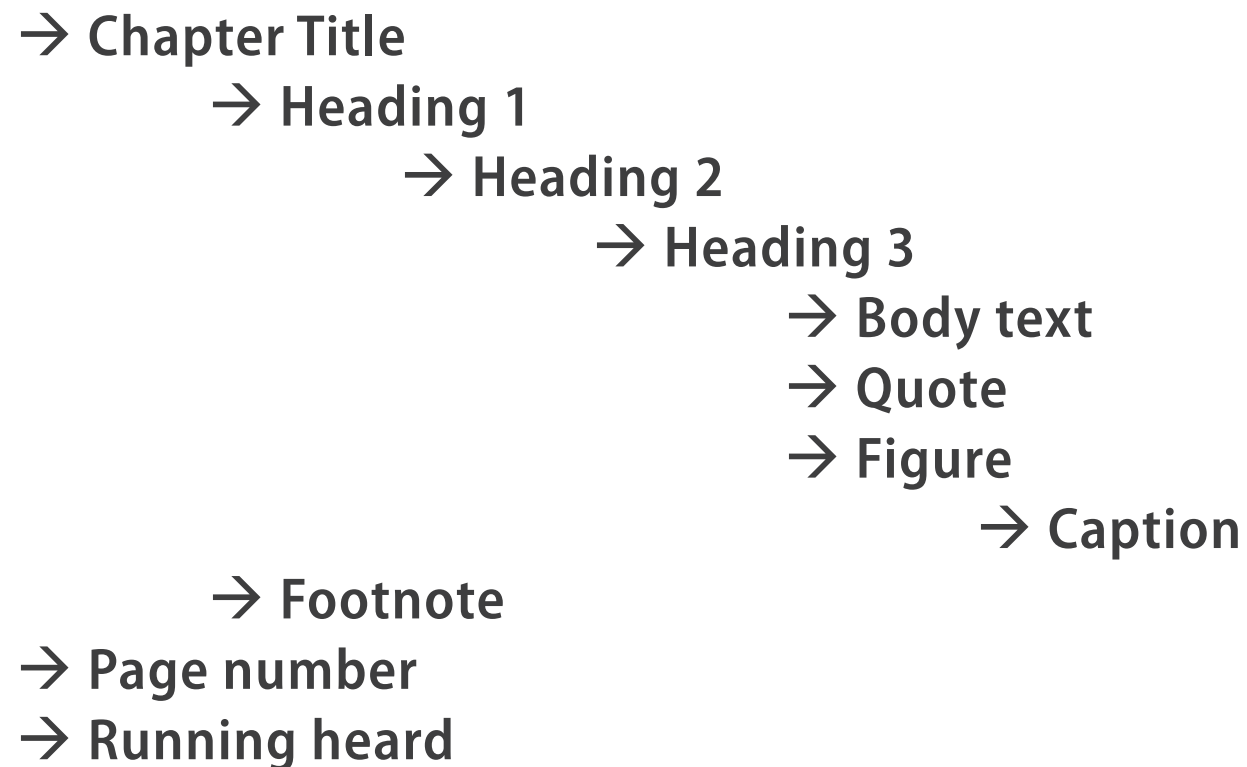 → Chapter Title
→ Heading 1
→ Heading 2
→ Heading 3
→ Body text
→ Quote
→ Figure
→ Caption
→ Footnote
→ Page number
→ Running heard